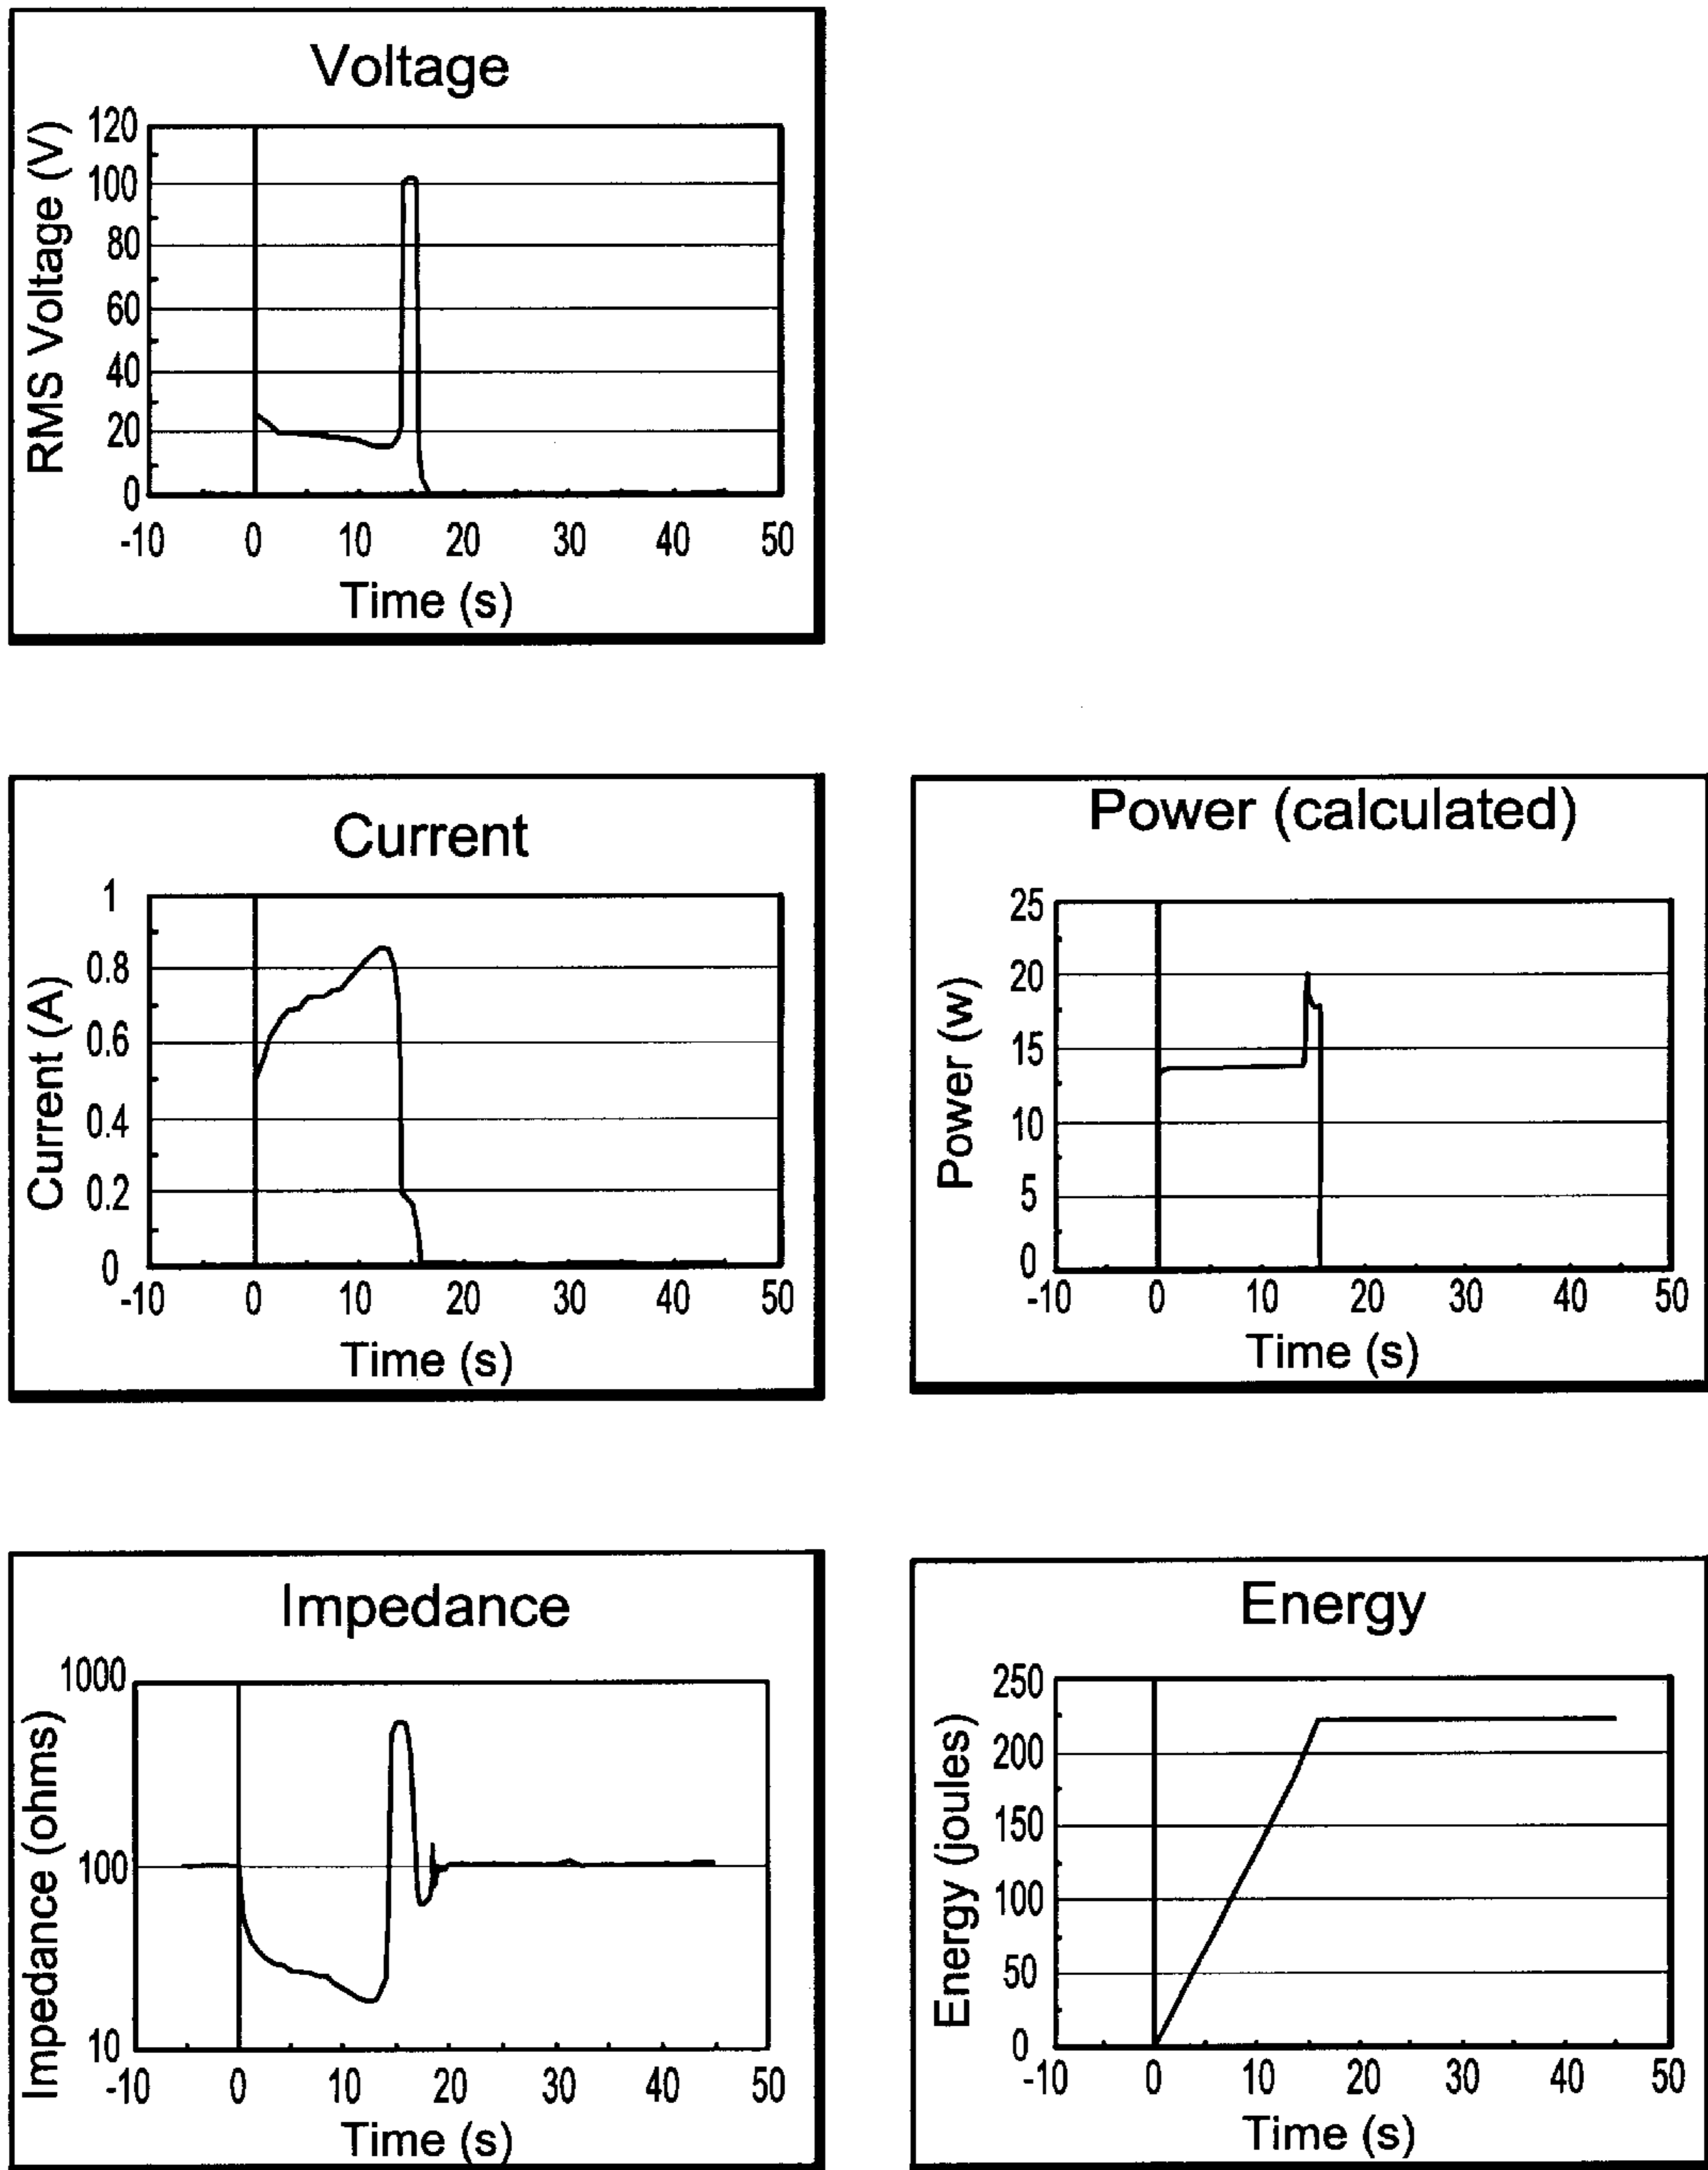 Voltage
RMS Voltage (V)
120
100
80
60
40
20
0
-10 0 10 20 30 40 50
Time (s)
Current
Current (A)
1
0.8
0.6
0.4
0.2
0
-10 0 10 20 30 40 50
Time (s)
Power (calculated)
Power (w)
25
20
15
10
5
0
-10 0 10 20 30 40 50
Time (s)
Impedance
Impedance (ohms)
1000
100
10
-10 0 10 20 30 40 50
Time (s)
Energy
Energy (joules)
250
200
150
100
50
0
-10 0 10 20 30 40 50
Time (s)